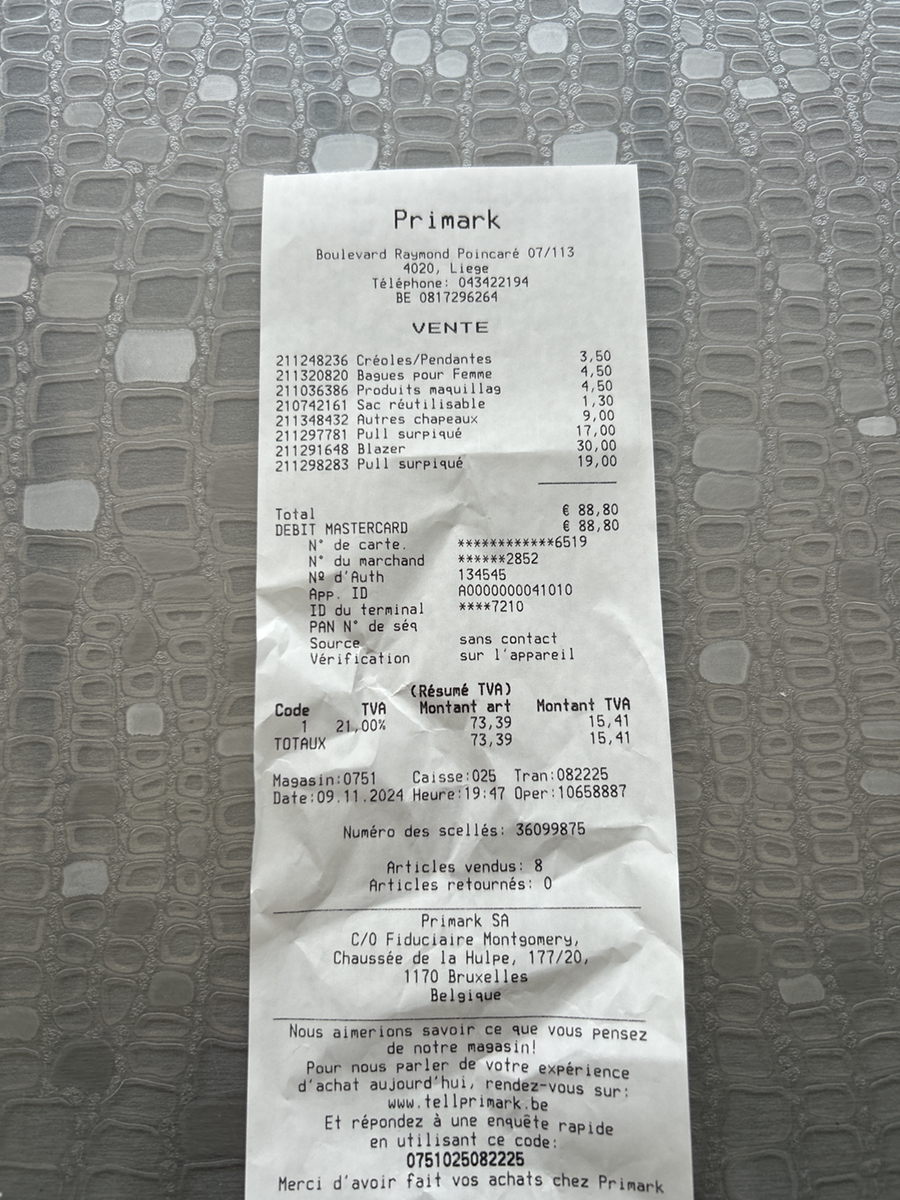 Primark
Boulevard Raymond Poincaré 07/113
4020, Liege
Téléphone: 043422194
BE 0817296264
VENTE
211248236 Créoles/Pendantes 3,50
211320820 Bagues pour Femme 4,50
211036386 Produits maquillag 4,50
210742161 Sac réutilisable 1,30
211348432 Autres chapeaux 9,00
211297781 Pull surpiqué 17,00
211291648 Blazer 30,00
211298283 Pull surpiqué 19,00
Total € 88,80
DEBIT MASTERCARD € 88,80
N° de carte. ************6519
N° du marchand ******2852
Nº d'Auth 134545
App. ID A0000000041010
ID du terminal ****7210
PAN N° de séq
Source sans contact
Vérification sur l'appareil
(Résumé TVA)
Code TVA Montant art Montant TVA
1 21,00% 73,39 15,41
TOTAUX 73,39 15,41
Magasin:0751 Caisse:025 Tran:082225
Date:09.11.2024 Heure:19:47 Oper:10658887
Numéro des scellés: 36099875
Articles vendus: 8
Articles retournés: 0
Primark SA
C/O Fiduciaire Montgomery,
Chaussée de la Hulpe, 177/20,
1170 Bruxelles
Belgique
Nous aimerions savoir ce que vous pensez
de notre magasin!
Pour nous parler de votre expérience
d'achat aujourd'hui, rendez-vous sur:
www.tellprimark.be
Et répondez à une enquête rapide
en utilisant ce code:
0751025082225
Merci d'avoir fait vos achats chez Primark